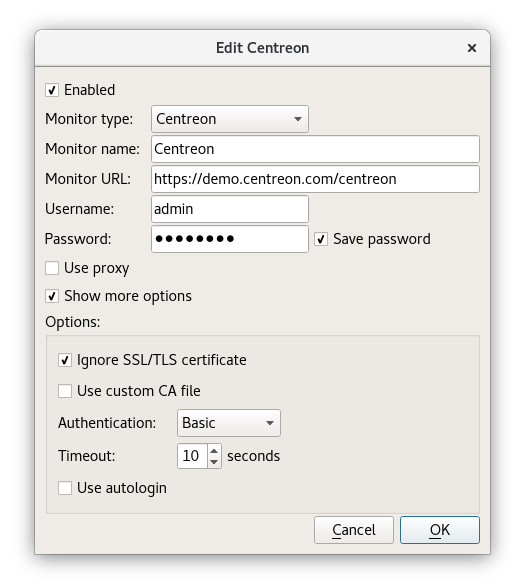 Edit Centreon
Enabled
Monitor type: Centreon
Monitor name: Centreon
Monitor URL: https://demo.centreon.com/centreon
Username: admin
Password: ●●●●●●●● Save password
Use proxy
Show more options
Options:
Ignore SSL/TLS certificate
Use custom CA file
Authentication: Basic
Timeout: 10 seconds
Use autologin
Cancel OK